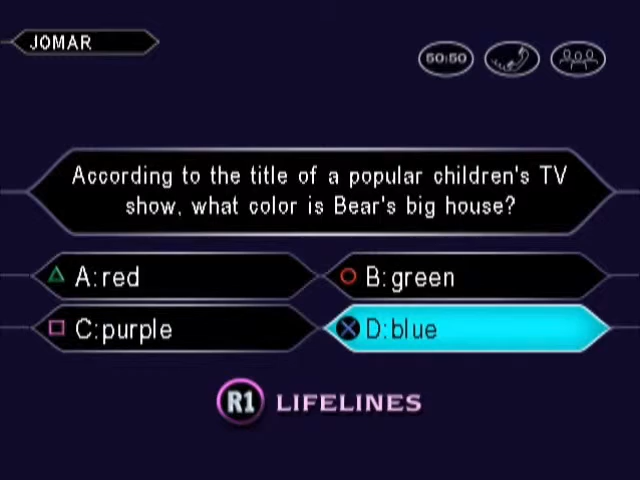 JOMAR
50:50
According to the title of a popular children's TV
show, what color is Bear's big house?
A:red
B:green
C:purple
D:blue
R1 LIFELINES